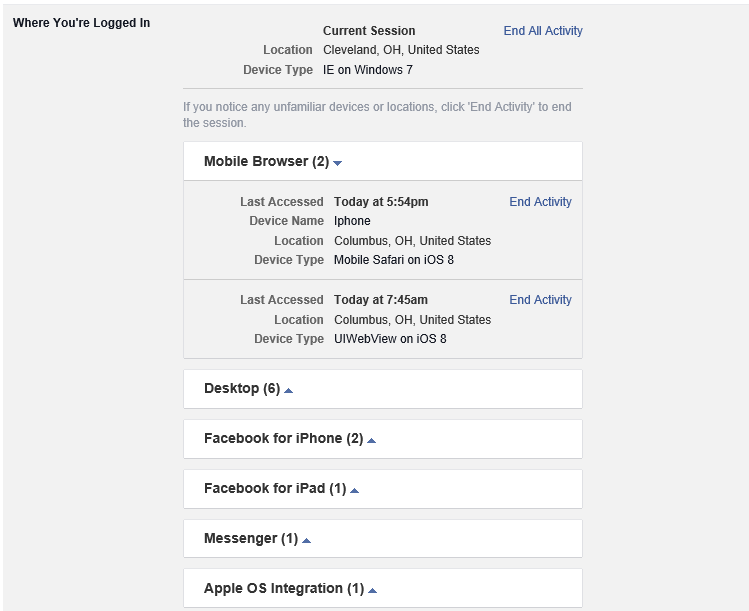 Where You're Logged In
Current Session End All Activity
Location Cleveland, OH, United States
Device Type IE on Windows 7
If you notice any unfamiliar devices or locations, click 'End Activity' to end
the session.
Mobile Browser (2)
Last Accessed Today at 5:54pm End Activity
Device Name Iphone
Location Columbus, OH, United States
Device Type Mobile Safari on iOS 8
Last Accessed Today at 7:45am End Activity
Location Columbus, OH, United States
Device Type UIWebView on iOS 8
Desktop (6)
Facebook for iPhone (2)
Facebook for iPad (1)
Messenger (1)
Apple OS Integration (1)